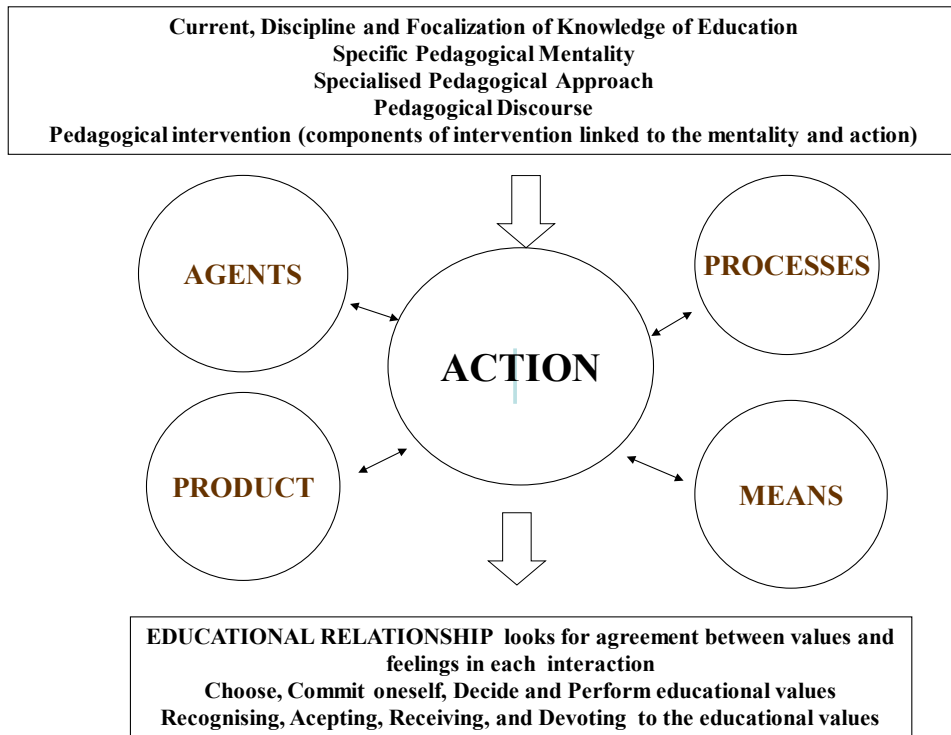 Current, Discipline and Focalization of Knowledge of Education
Specific Pedagogical Mentality
Specialised Pedagogical Approach
Pedagogical Discourse
Pedagogical intervention (components of intervention linked to the mentality and action)
AGENTS
PROCESSES
ACTION
PRODUCT
MEANS
EDUCATIONAL RELATIONSHIP looks for agreement between values and
feelings in each interaction
Choose, Commit oneself, Decide and Perform educational values
Recognising, Acepting, Receiving, and Devoting to the educational values